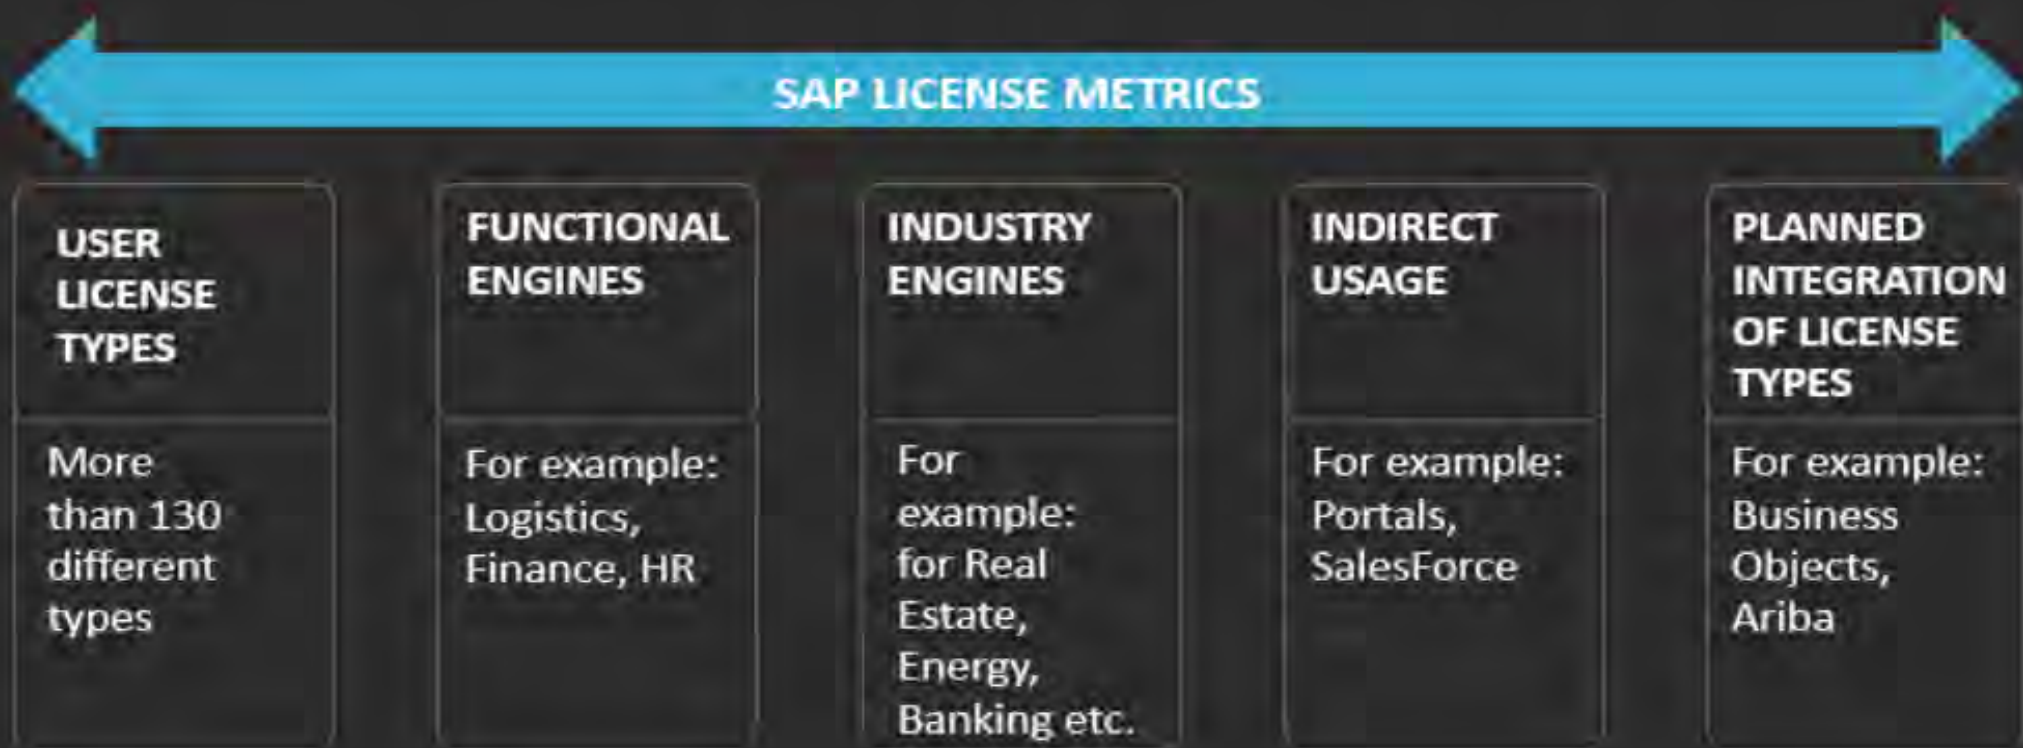 SAP LICENSE METRICS
USER
LICENSE
TYPES
More
than 130
different
types
FUNCTIONAL
ENGINES
For example:
Logistics,
Finance, HR
INDUSTRY
ENGINES
For
example:
for Real
Estate,
Energy,
Banking etc.
INDIRECT
USAGE
For example:
Portals,
SalesForce
PLANNED
INTEGRATION
OF LICENSE
TYPES
For example:
Business
Objects,
Ariba